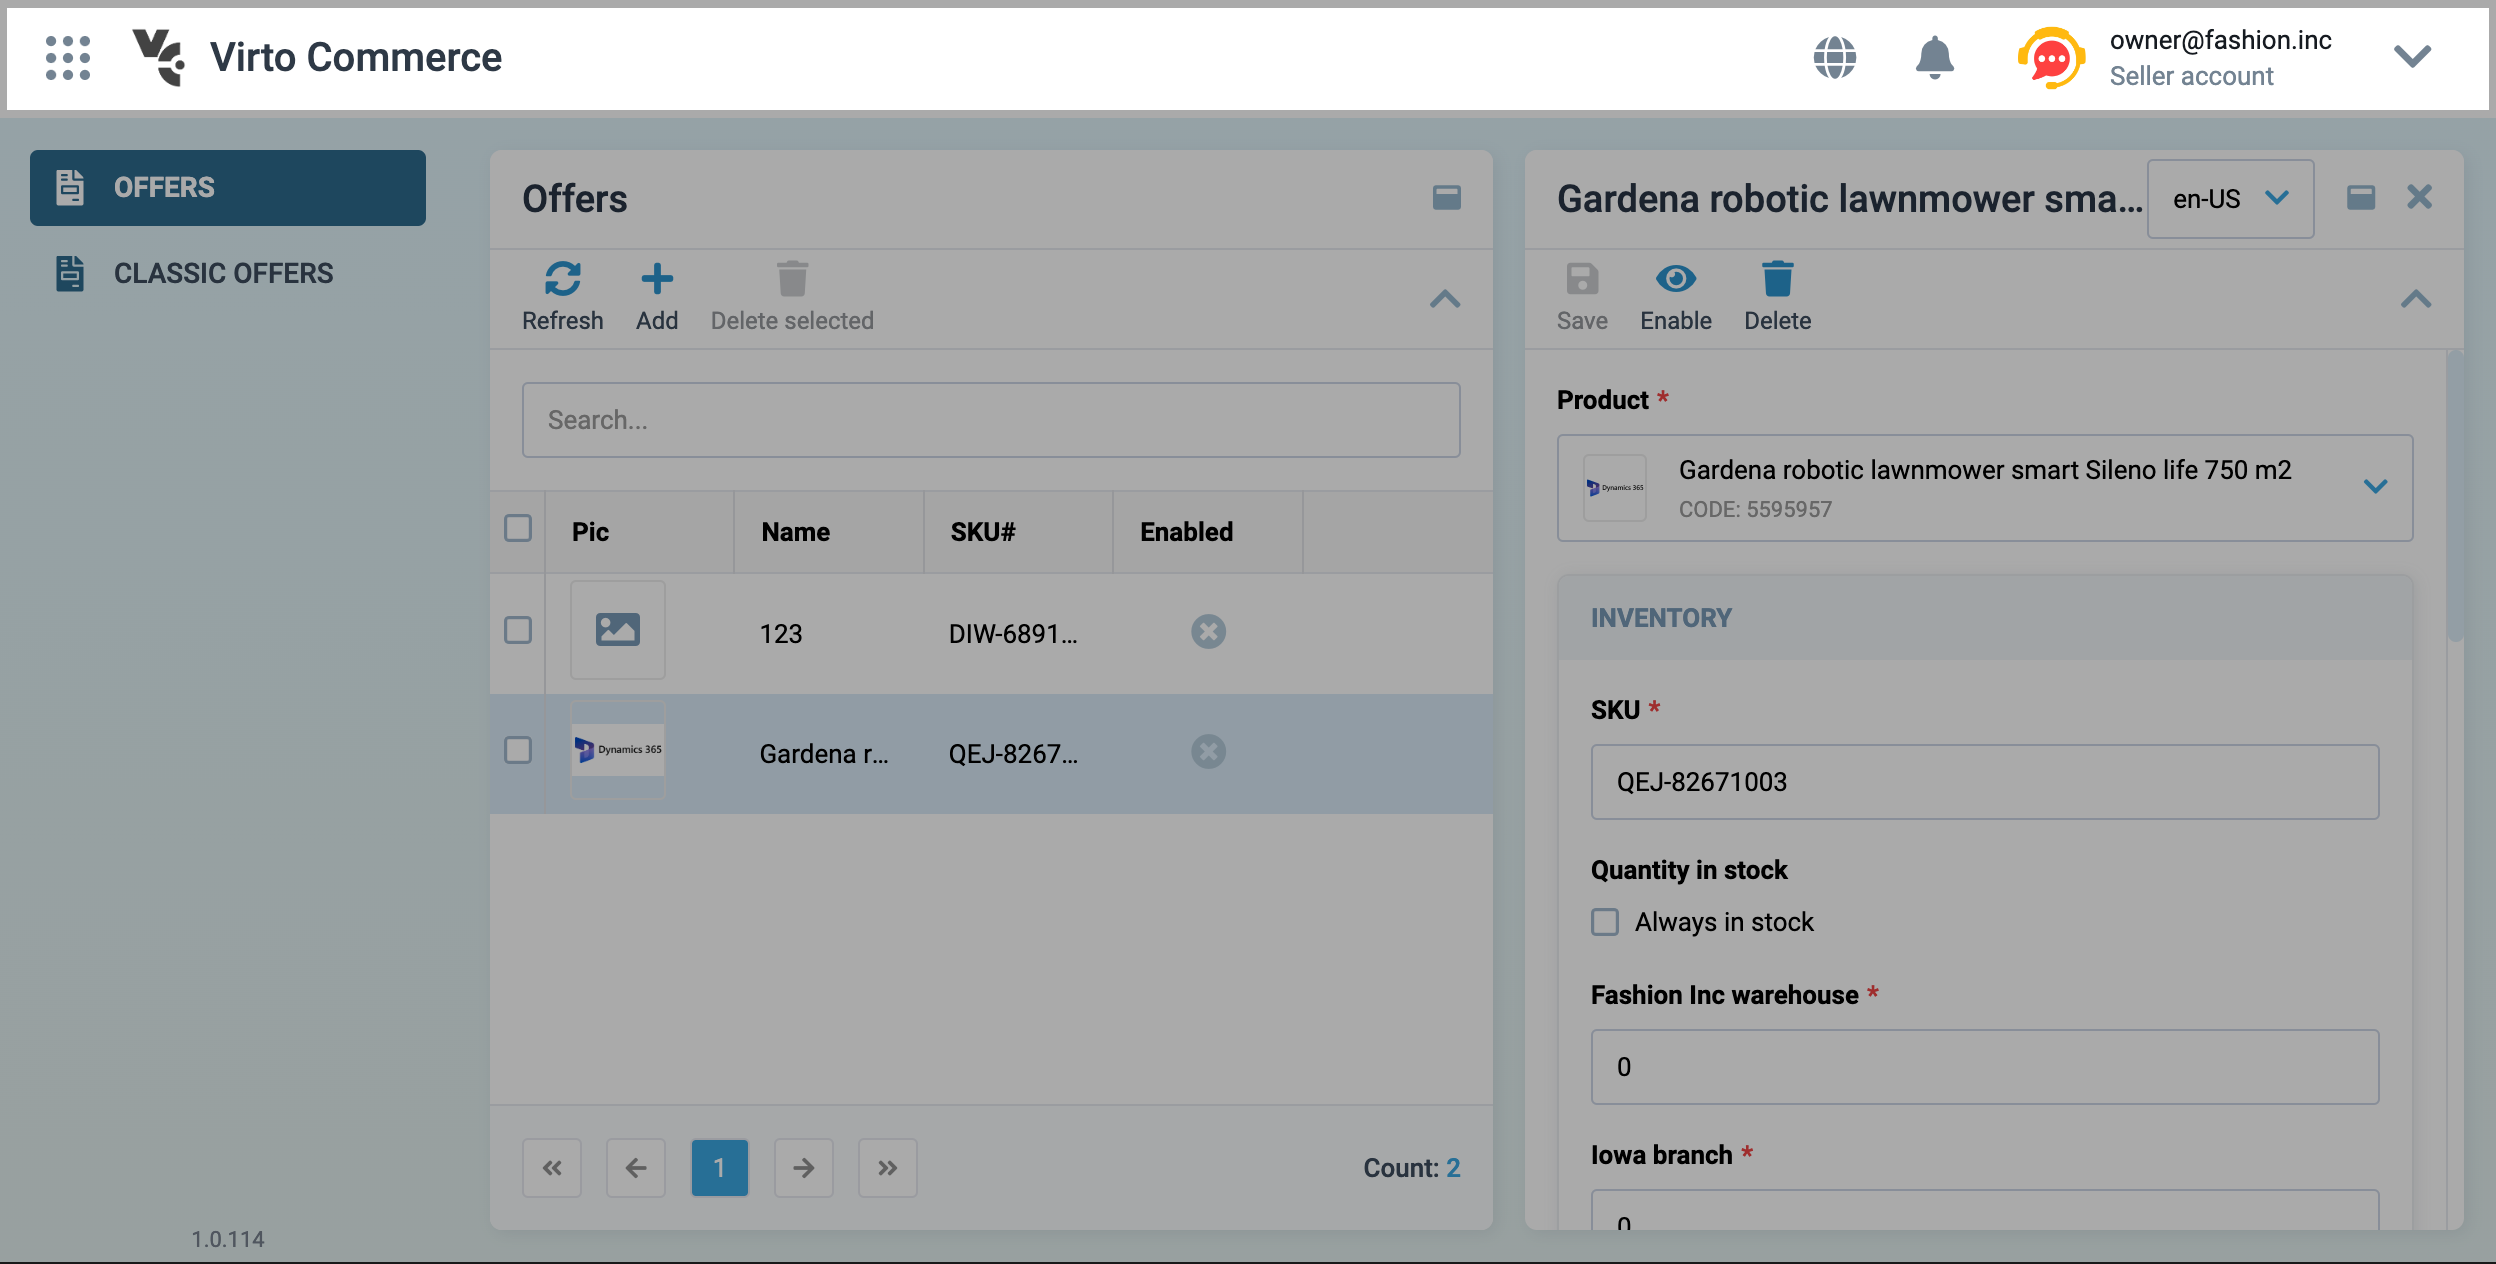 Virto Commerce
owner@fashion.inc
Seller account
OFFERS
CLASSIC OFFERS
1.0.114
Offers
Refresh
Add
Delete selected
Search...
Pic
Name
SKU#
Enabled
123
DIW-6891...
Dynamics 365
Gardena r...
QEJ-8267...
1
Count: 2
Gardena robotic lawnmower sma...
en-US
Save
Enable
Delete
Product *
Dynamics 365
Gardena robotic lawnmower smart Sileno life 750 m2
CODE: 5595957
INVENTORY
SKU *
QEJ-82671003
Quantity in stock
Always in stock
Fashion Inc warehouse *
0
Iowa branch *
0